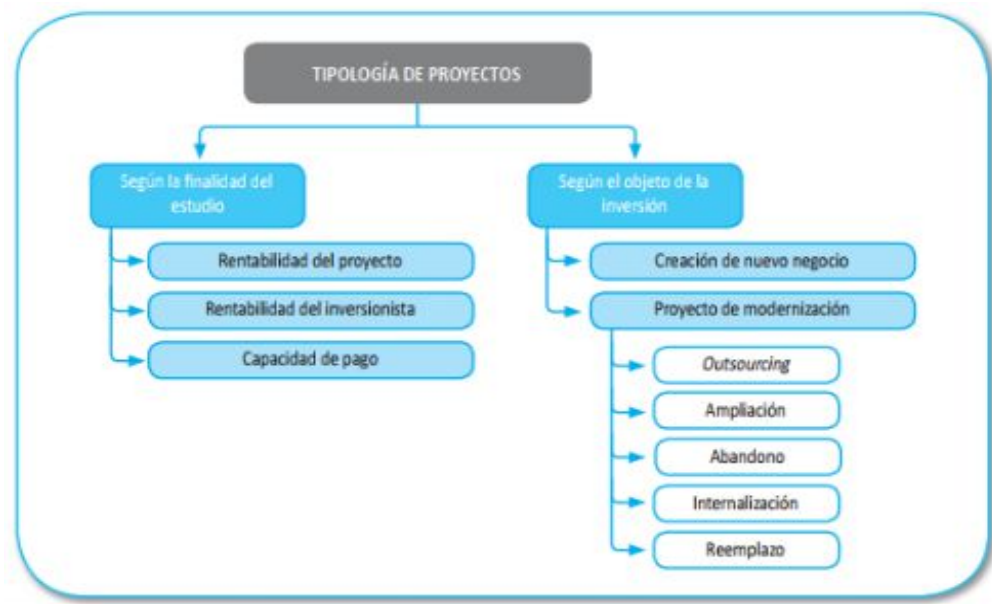 TIPOLOGÍA DE PROYECTOS
Según la finalidad del
estudio
Rentabilidad del proyecto
Rentabilidad del inversionista
Capacidad de pago
Según el objeto de la
inversión
Creación de nuevo negocio
Proyecto de modernización
Outsourcing
Ampliación
Abandono
Internalización
Reemplazo